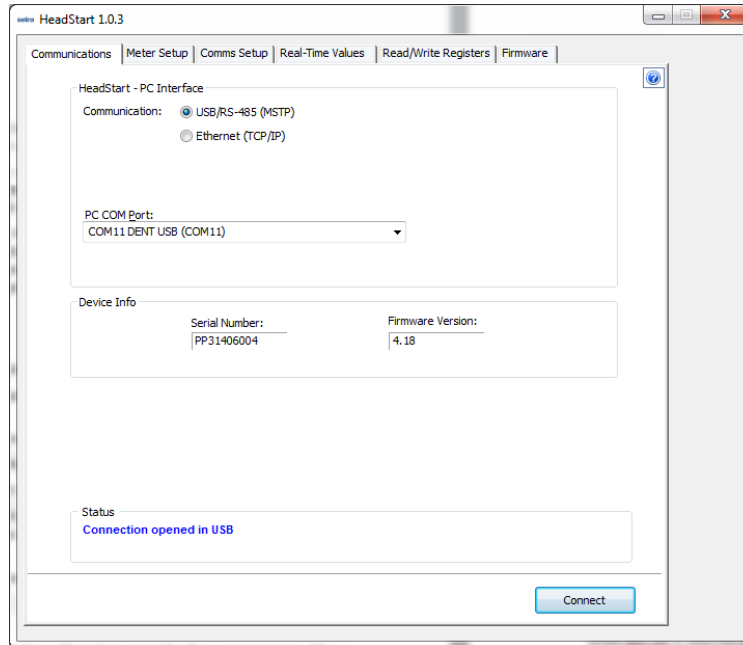 setra HeadStart 1.0.3
Communications Meter Setup Comms Setup Real-Time Values Read/Write Registers Firmware
HeadStart - PC Interface
Communication: USB/RS-485 (MSTP)
Ethernet (TCP/IP)
PC COM Port:
COM11 DENT USB (COM11)
Device Info
Serial Number: Firmware Version:
PP31406004 4.18
Status
Connection opened in USB
Connect